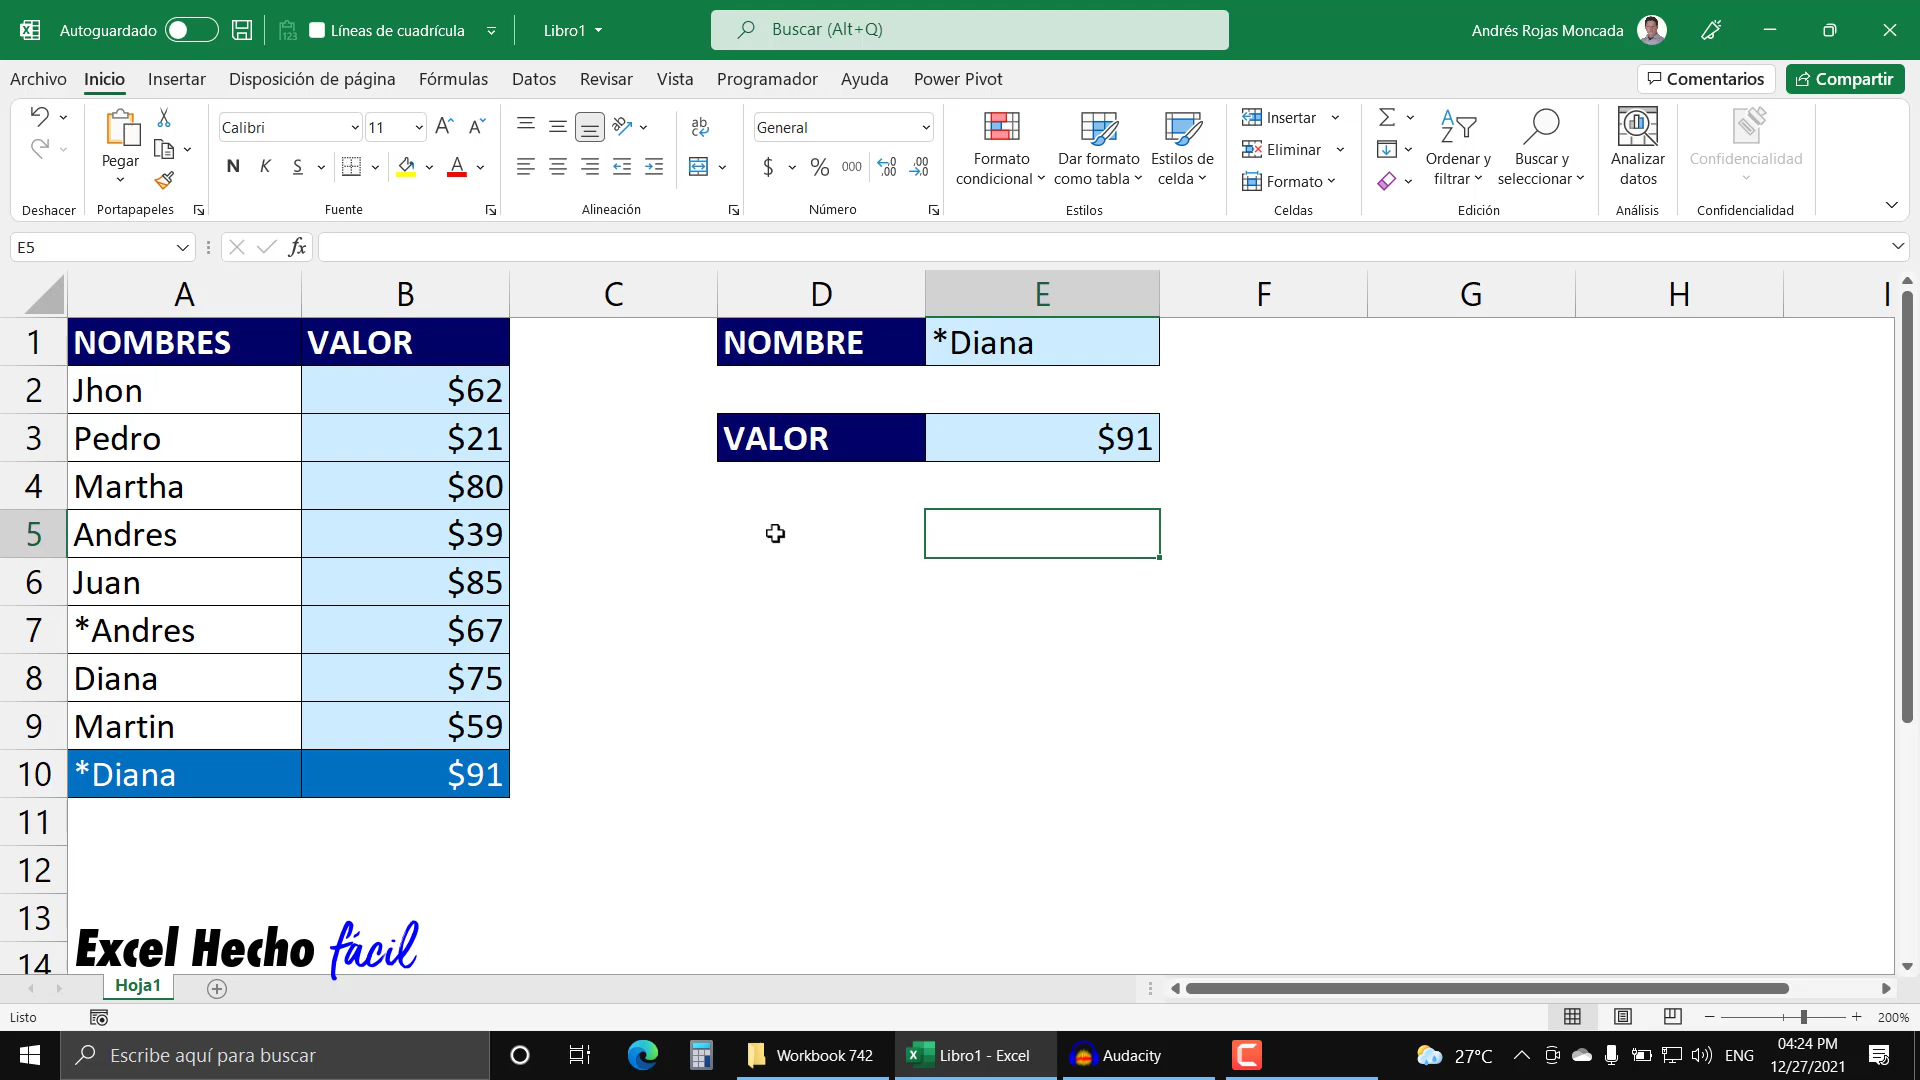 Autoguardado
Líneas de cuadrícula
Libro1
Buscar (Alt+Q)
Andrés Rojas Moncada
Archivo Inicio Insertar Disposición de página Fórmulas Datos Revisar Vista Programador Ayuda Power Pivot
Comentarios
Compartir
Deshacer
Pegar
Portapapeles
Calibri
11
N K S
Fuente
ab
Alineación
General
$ % 000
Número
Formato
condicional
Dar formato
como tabla
Estilos de
celda
Estilos
Insertar
Eliminar
Formato
Celdas
Ordenar y
filtrar
Buscar y
seleccionar
Edición
Analizar
datos
Análisis
Confidencialidad
Confidencialidad
E5
fx
A B C D E F G H I
1 NOMBRES VALOR NOMBRE *Diana
2 Jhon $62
3 Pedro $21 VALOR $91
4 Martha $80
5 Andres $39
6 Juan $85
7 *Andres $67
8 Diana $75
9 Martin $59
10 *Diana $91
11
12
13
14
Excel Hecho fácil
Hoja1
Listo
200%
Escribe aquí para buscar
Workbook 742
Libro1 - Excel
Audacity
27°C
ENG
04:24 PM
12/27/2021